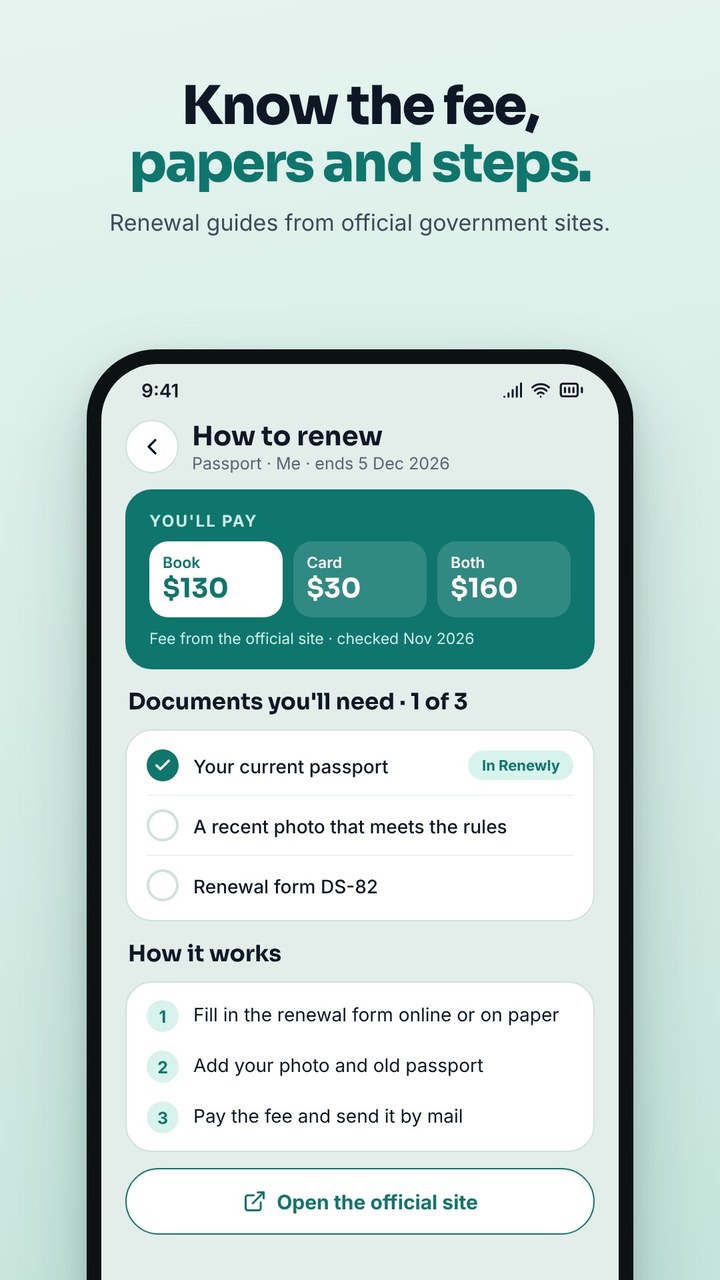 Know the fee,
papers and steps.
Renewal guides from official government sites.
9:41
How to renew
Passport · Me · ends 5 Dec 2026
YOU'LL PAY
Book
$130
Card
$30
Both
$160
Fee from the official site · checked Nov 2026
Documents you'll need · 1 of 3
Your current passport
In Renewly
A recent photo that meets the rules
Renewal form DS-82
How it works
1 Fill in the renewal form online or on paper
2 Add your photo and old passport
3 Pay the fee and send it by mail
Open the official site